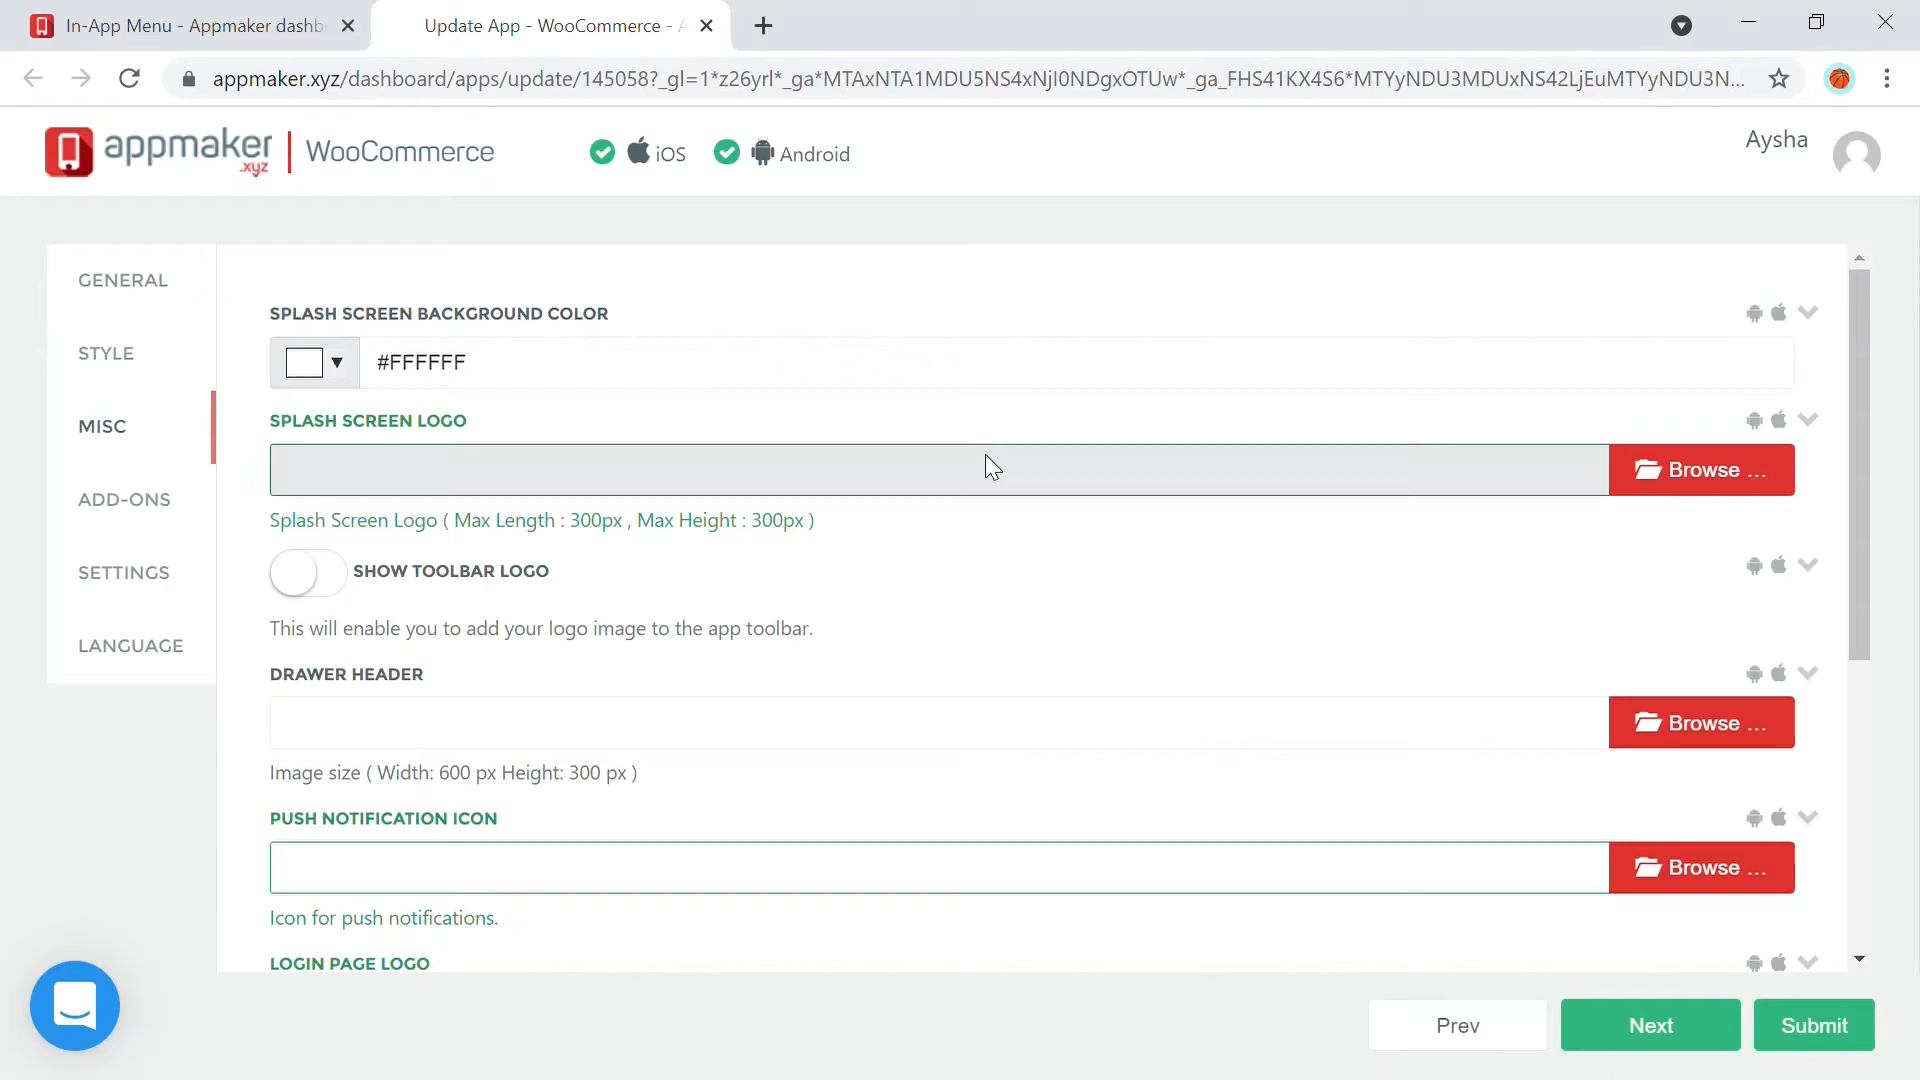 In-App Menu - Appmaker dashb
Update App - WooCommerce - A
appmaker.xyz/dashboard/apps/update/145058?_gl=1*z26yrl*_ga*MTAxNTA1MDU5NS4xNjI0NDgxOTUw*_ga_FHS41KX4S6*MTYyNDU3MDUxNS42LjEuMTYyNDU3N...
appmaker .xyz WooCommerce iOS Android Aysha
GENERAL
STYLE
MISC
ADD-ONS
SETTINGS
LANGUAGE
SPLASH SCREEN BACKGROUND COLOR
#FFFFFF
SPLASH SCREEN LOGO
Browse ...
Splash Screen Logo ( Max Length : 300px , Max Height : 300px )
SHOW TOOLBAR LOGO
This will enable you to add your logo image to the app toolbar.
DRAWER HEADER
Browse ...
Image size ( Width: 600 px Height: 300 px )
PUSH NOTIFICATION ICON
Browse ...
Icon for push notifications.
LOGIN PAGE LOGO
Prev Next Submit